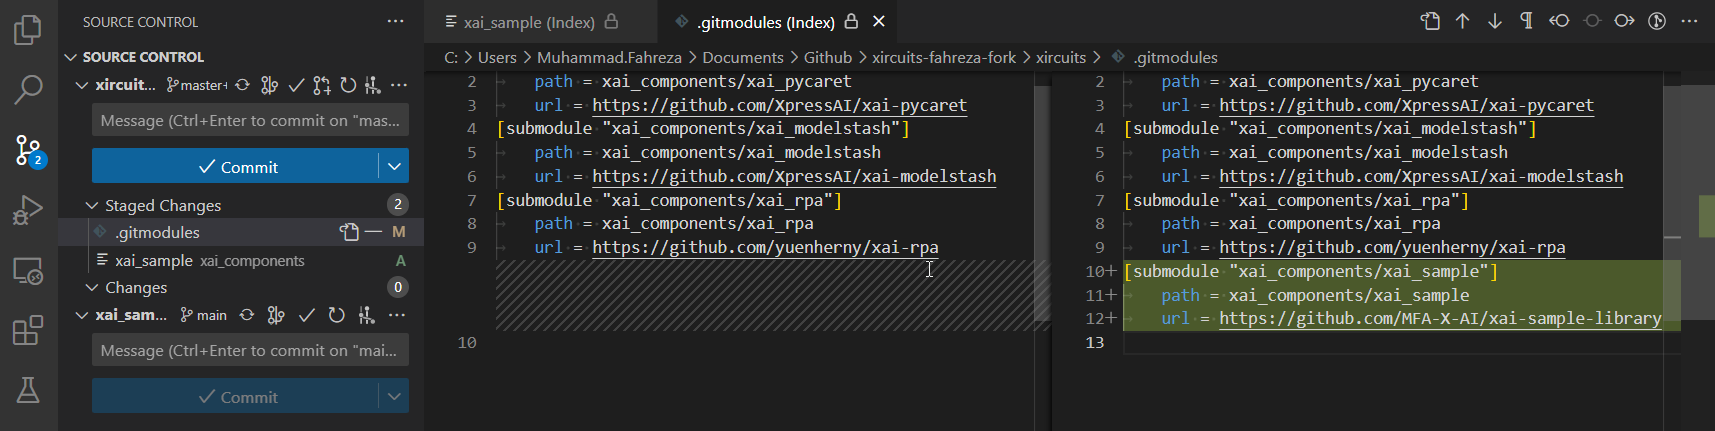 SOURCE CONTROL
xai_sample (Index)
.gitmodules (Index)
SOURCE CONTROL
C: > Users > Muhammad.Fahreza > Documents > Github > xircuits-fahreza-fork > xircuits > .gitmodules
xircuit... master+
Message (Ctrl+Enter to commit on "mas...
Commit
Staged Changes 2
.gitmodules M
xai_sample xai_components A
Changes 0
xai_sam... main
Message (Ctrl+Enter to commit on "mai...
Commit
2
2 path = xai_components/xai_pycaret
3 url = https://github.com/XpressAI/xai-pycaret
4 [submodule "xai_components/xai_modelstash"]
5 path = xai_components/xai_modelstash
6 url = https://github.com/XpressAI/xai-modelstash
7 [submodule "xai_components/xai_rpa"]
8 path = xai_components/xai_rpa
9 url = https://github.com/yuenherny/xai-rpa
10
2 path = xai_components/xai_pycaret
3 url = https://github.com/XpressAI/xai-pycaret
4 [submodule "xai_components/xai_modelstash"]
5 path = xai_components/xai_modelstash
6 url = https://github.com/XpressAI/xai-modelstash
7 [submodule "xai_components/xai_rpa"]
8 path = xai_components/xai_rpa
9 url = https://github.com/yuenherny/xai-rpa
10+ [submodule "xai_components/xai_sample"]
11+ path = xai_components/xai_sample
12+ url = https://github.com/MFA-X-AI/xai-sample-library
13